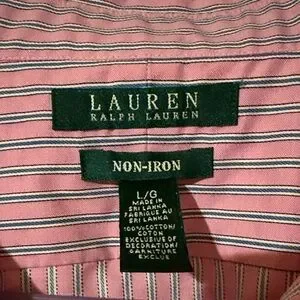 LAUREN
RALPH LAUREN
NON-IRON
L/G
MADE IN
SRI LANKA
FABRIQUE AU
SRI LANKA
100%COTTON/
COTON
EXCLUSIVE OF
DECORATION/
GARNITURE
EXCLUE